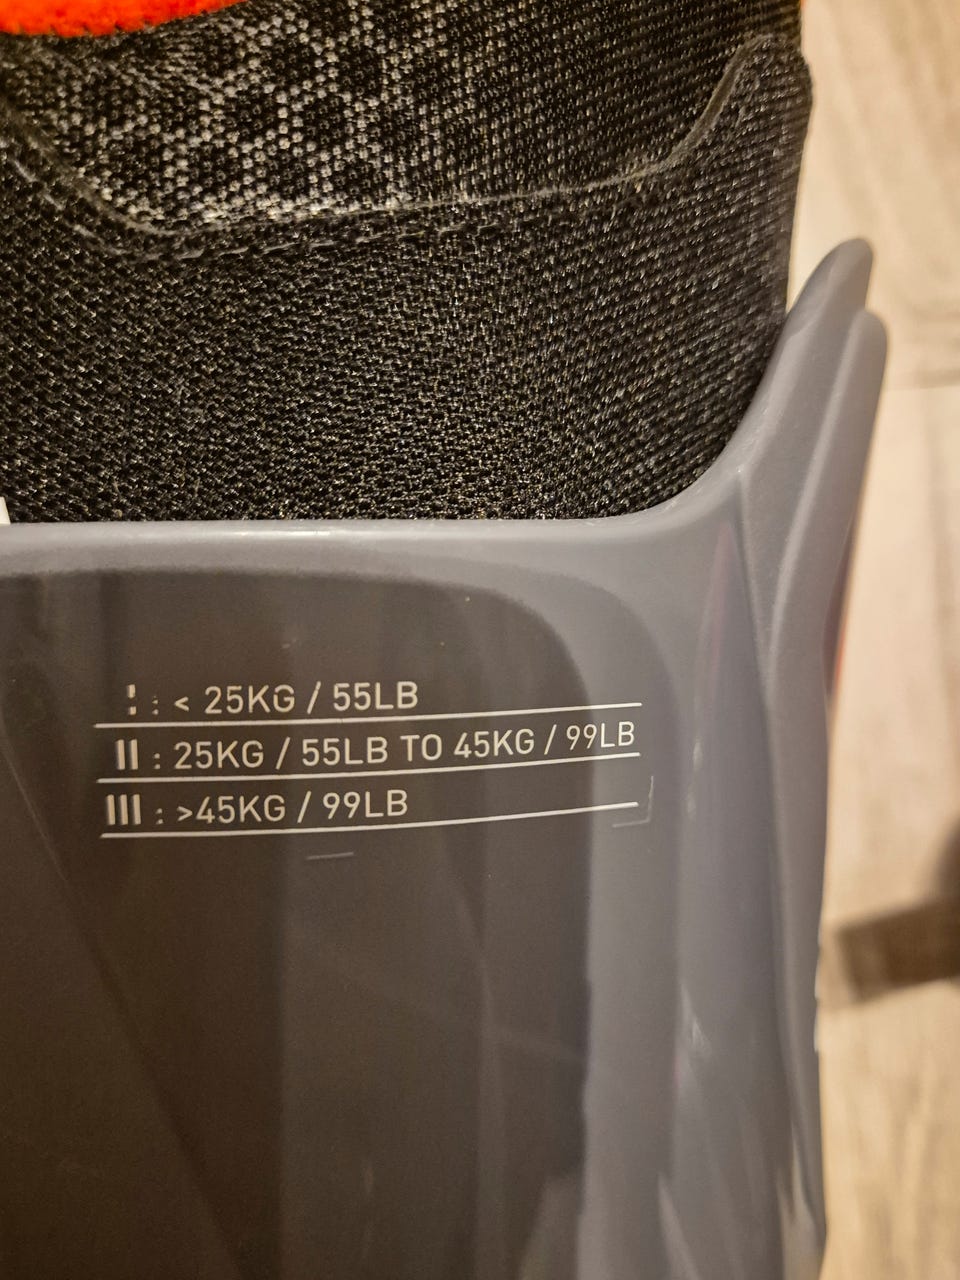 I : < 25KG / 55LB
II : 25KG / 55LB TO 45KG / 99LB
III : >45KG / 99LB